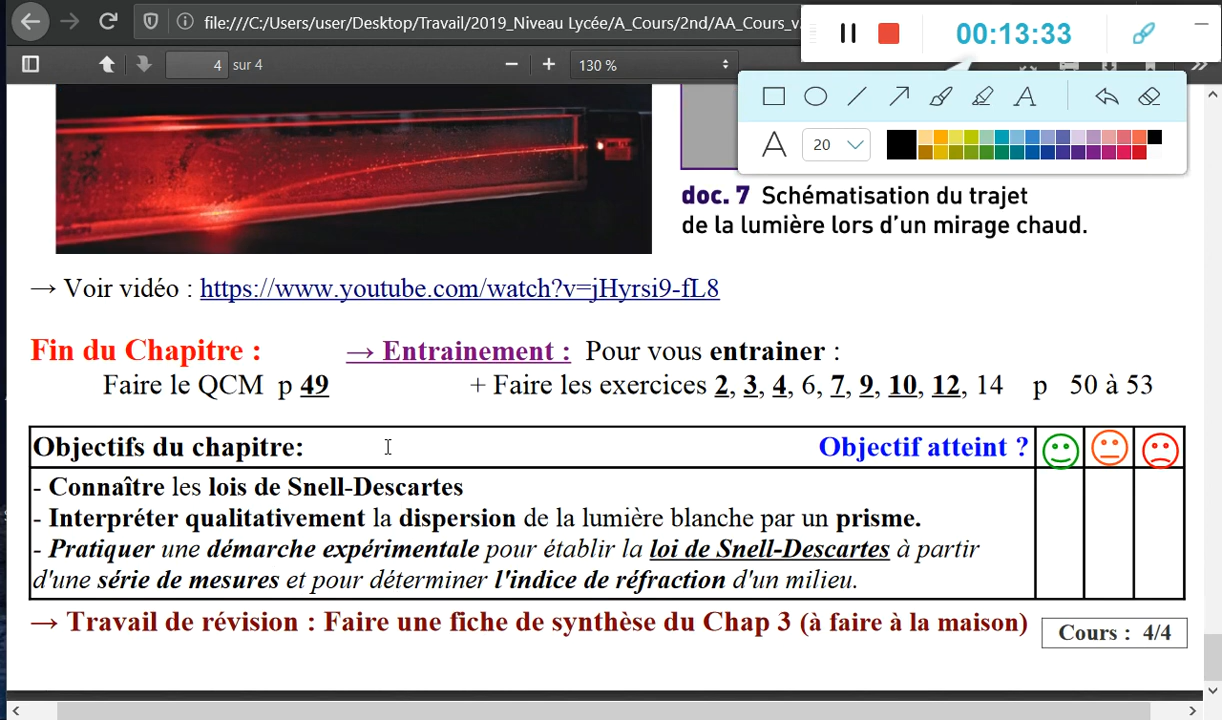 file:///C:/Users/user/Desktop/Travail/2019_Niveau Lycée/A_Cours/2nd/AA_Cours_v.
00:13:33
4 sur 4
130 %
20
doc. 7 Schématisation du trajet
de la lumière lors d'un mirage chaud.
→ Voir vidéo : https://www.youtube.com/watch?v=jHyrsi9-fL8
Fin du Chapitre : → Entrainement : Pour vous entrainer :
Faire le QCM p 49 + Faire les exercices 2, 3, 4, 6, 7, 9, 10, 12, 14 p 50 à 53
Objectifs du chapitre: Objectif atteint ?
- Connaître les lois de Snell-Descartes
- Interpréter qualitativement la dispersion de la lumière blanche par un prisme.
- Pratiquer une démarche expérimentale pour établir la loi de Snell-Descartes à partir
d'une série de mesures et pour déterminer l'indice de réfraction d'un milieu.
→ Travail de révision : Faire une fiche de synthèse du Chap 3 (à faire à la maison)
Cours : 4/4